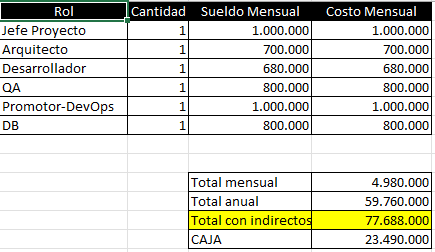 Rol Cantidad Sueldo Mensual Costo Mensual
Jefe Proyecto 1 1.000.000 1.000.000
Arquitecto 1 700.000 700.000
Desarrollador 1 680.000 680.000
QA 1 800.000 800.000
Promotor-DevOps 1 1.000.000 1.000.000
DB 1 800.000 800.000
Total mensual 4.980.000
Total anual 59.760.000
Total con indirectos 77.688.000
CAJA 23.490.000